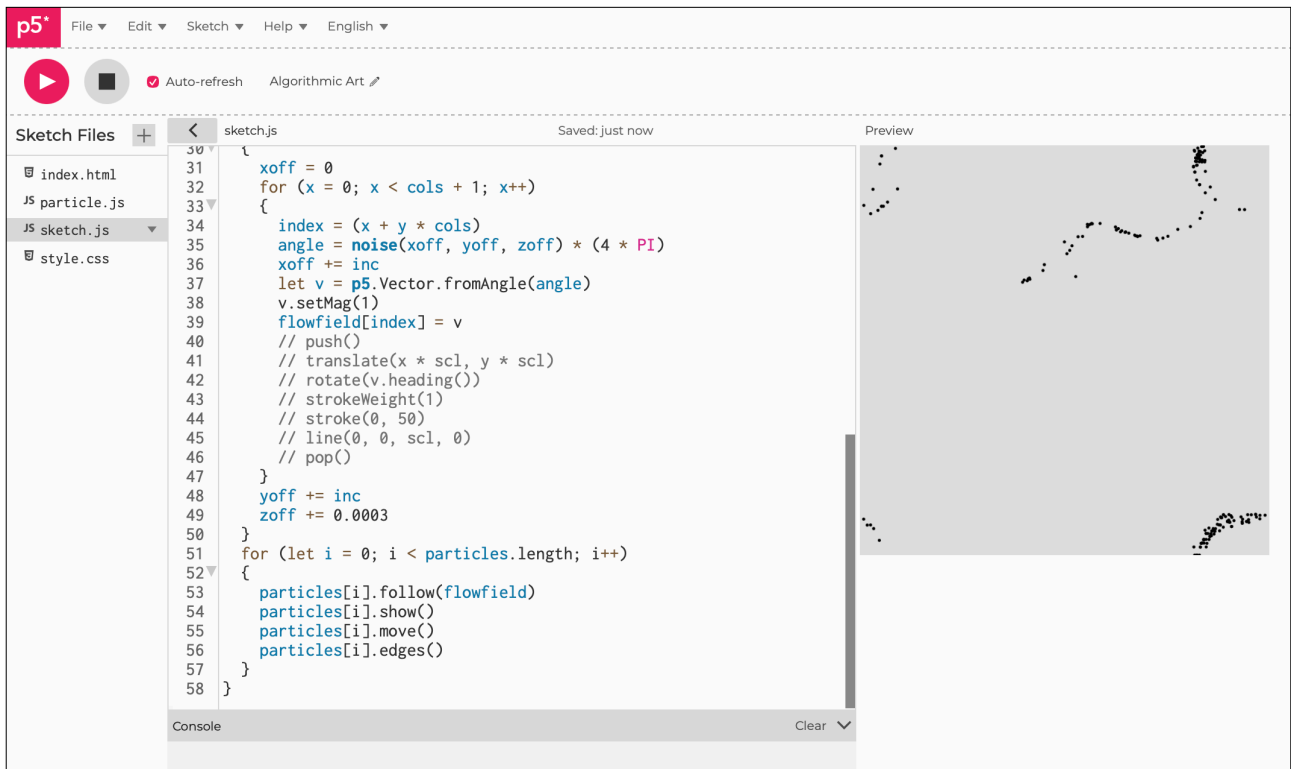 p5* File Edit Sketch Help English
Auto-refresh Algorithmic Art
Sketch Files + sketch.js Saved: just now Preview
index.html
JS particle.js
JS sketch.js
style.css
30 {
31 xoff = 0
32 for (x = 0; x < cols + 1; x++)
33 {
34 index = (x + y * cols)
35 angle = noise(xoff, yoff, zoff) * (4 * PI)
36 xoff += inc
37 let v = p5.Vector.fromAngle(angle)
38 v.setMag(1)
39 flowfield[index] = v
40 // push()
41 // translate(x * scl, y * scl)
42 // rotate(v.heading())
43 // strokeWeight(1)
44 // stroke(0, 50)
45 // line(0, 0, scl, 0)
46 // pop()
47 }
48 yoff += inc
49 zoff += 0.0003
50 }
51 for (let i = 0; i < particles.length; i++)
52 {
53 particles[i].follow(flowfield)
54 particles[i].show()
55 particles[i].move()
56 particles[i].edges()
57 }
58 }
Console Clear